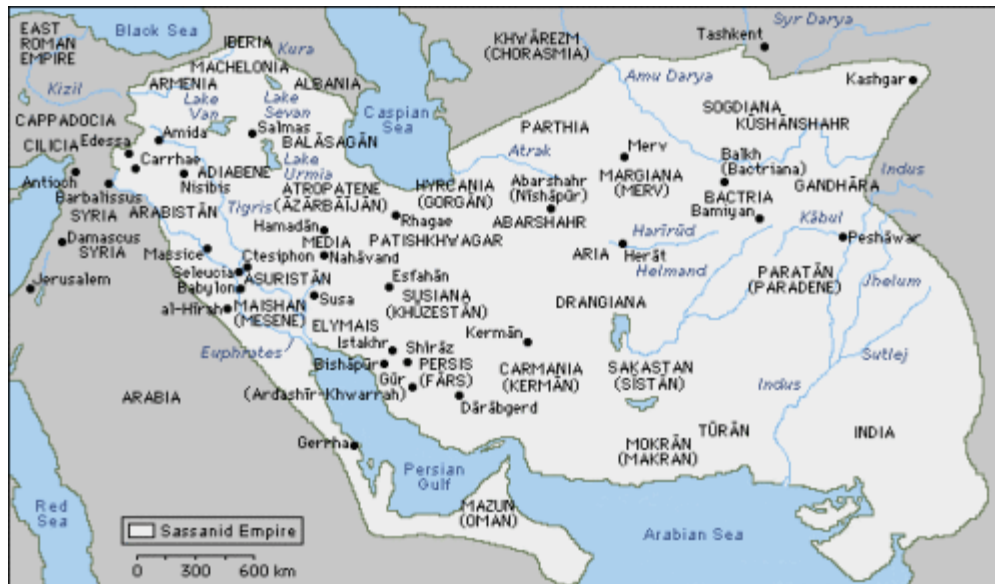 EAST
ROMAN
EMPIRE
Black Sea
IBERIA
Kura
MACHELONIA
ARMENIA
ALBANIA
Kizil
Lake
Van
Lake
Sevan
CAPPADOCIA
CILICIA
Edessa
Amida
Salmas
BALĀSAGĀN
Carrhae
ADIABENE
Lake
Urmia
Nisibis
Antioch
Barbalissus
SYRIA
ARABISTĀN
Tigris
ATROPATENE
(ĀZĀRBĀĪJĀN)
Hamadān
MEDIA
Nahāvand
Damascus
SYRIA
Massice
Ctesiphon
Seleucia
ASURISTĀN
Babylon
Jerusalem
al-Hīrah
MAISHAN
(MESENE)
Susa
ELYMAIS
Euphrates
ARABIA
Caspian
Sea
KHWĀREZM
(CHORASMIA)
Tashkent
Syr Darya
Amu Darya
Kashgar
SOGDIANA
KŪSHĀNSHAHR
PARTHIA
Atrak
Merv
MARGIANA
(MERV)
Balkh
(Bactriana)
BACTRIA
Bamiyan
GANDHĀRA
Indus
HYRCANIA
(GORGĀN)
Abarshahr
(Nīshāpūr)
ABARSHAHR
Rhagae
PATISHKHWAGAR
Harīrūd
Kābul
Peshāwar
ARIA
Herāt
Helmand
PARATĀN
(PARADENE)
Jhelum
Esfahān
SUSIANA
(KHŪZESTĀN)
DRANGIANA
Kermān
Istakhr
Shīrāz
Bishāpūr
PERSIS
(FĀRS)
Gūr
(Ardashīr-Khwarrah)
CARMANIA
(KERMĀN)
SAKASTAN
(SĪSTĀN)
Indus
Sutlej
Dārābgerd
TŪRĀN
INDIA
MOKRĀN
(MAKRAN)
Gerrha
Persian
Gulf
MAZUN
(OMAN)
Arabian Sea
Red
Sea
Sassanid Empire
0 300 600 km